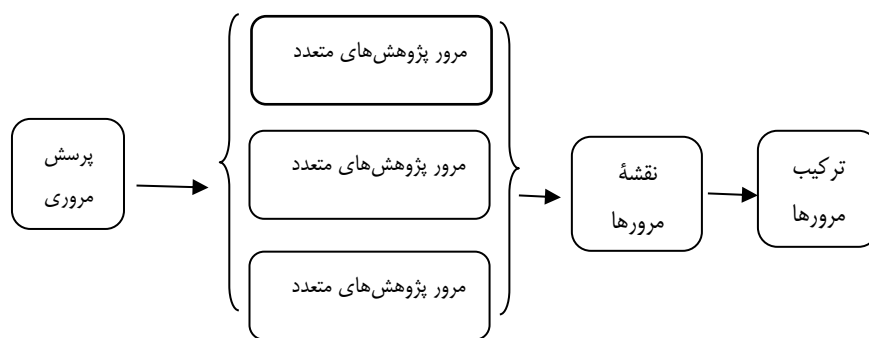 پرسش
مروری
مرور پژوهش‌های متعدد
مرور پژوهش‌های متعدد
مرور پژوهش‌های متعدد
نقشهٔ
مرورها
ترکیب
مرورها